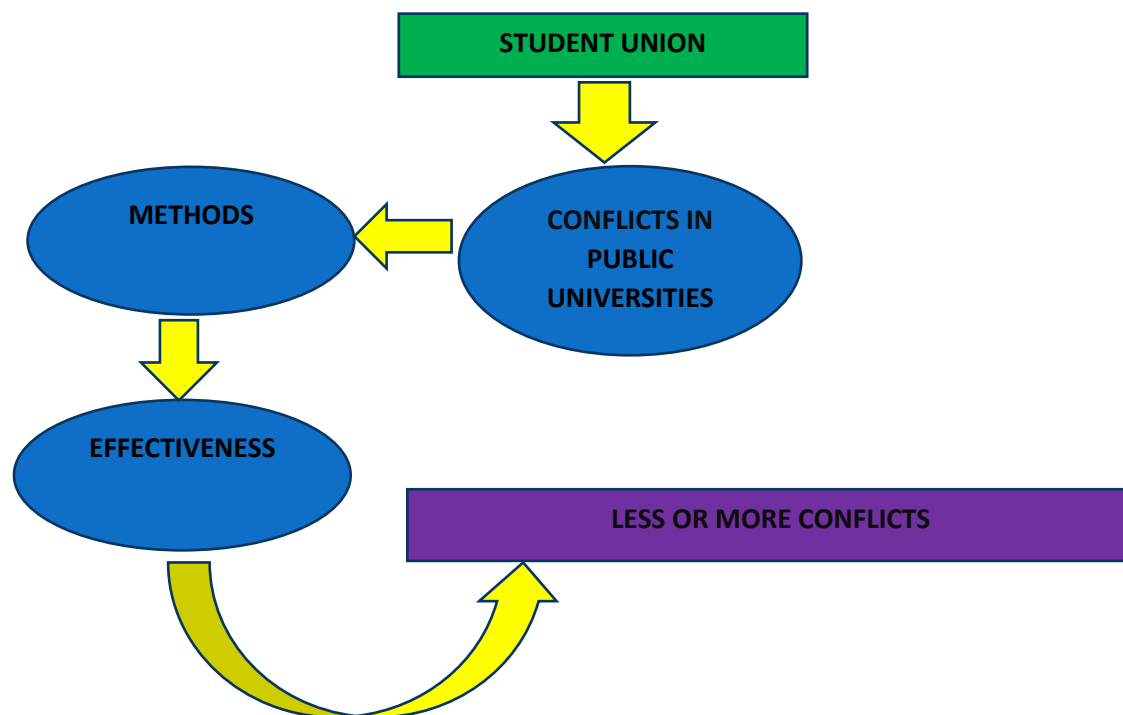 STUDENT UNION
METHODS
CONFLICTS IN
PUBLIC
UNIVERSITIES
EFFECTIVENESS
LESS OR MORE CONFLICTS